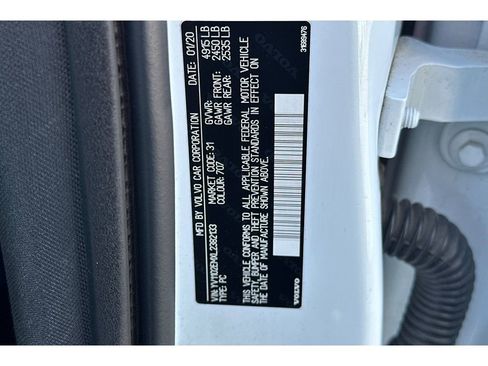 MFD BY VOLVO CAR CORPORATION DATE: 01/20
GVWR: 4915 LB
MARKET CODE: 31 GAWR FRONT: 2450 LB
COLOUR: 707 GAWR REAR: 2535 LB
THIS VEHICLE CONFORMS TO ALL APPLICABLE FEDERAL MOTOR VEHICLE
SAFETY, BUMPER AND THEFT PREVENTION STANDARDS IN EFFECT ON
THE DATE OF MANUFACTURE SHOWN ABOVE.
TYPE: PC
VOLVO